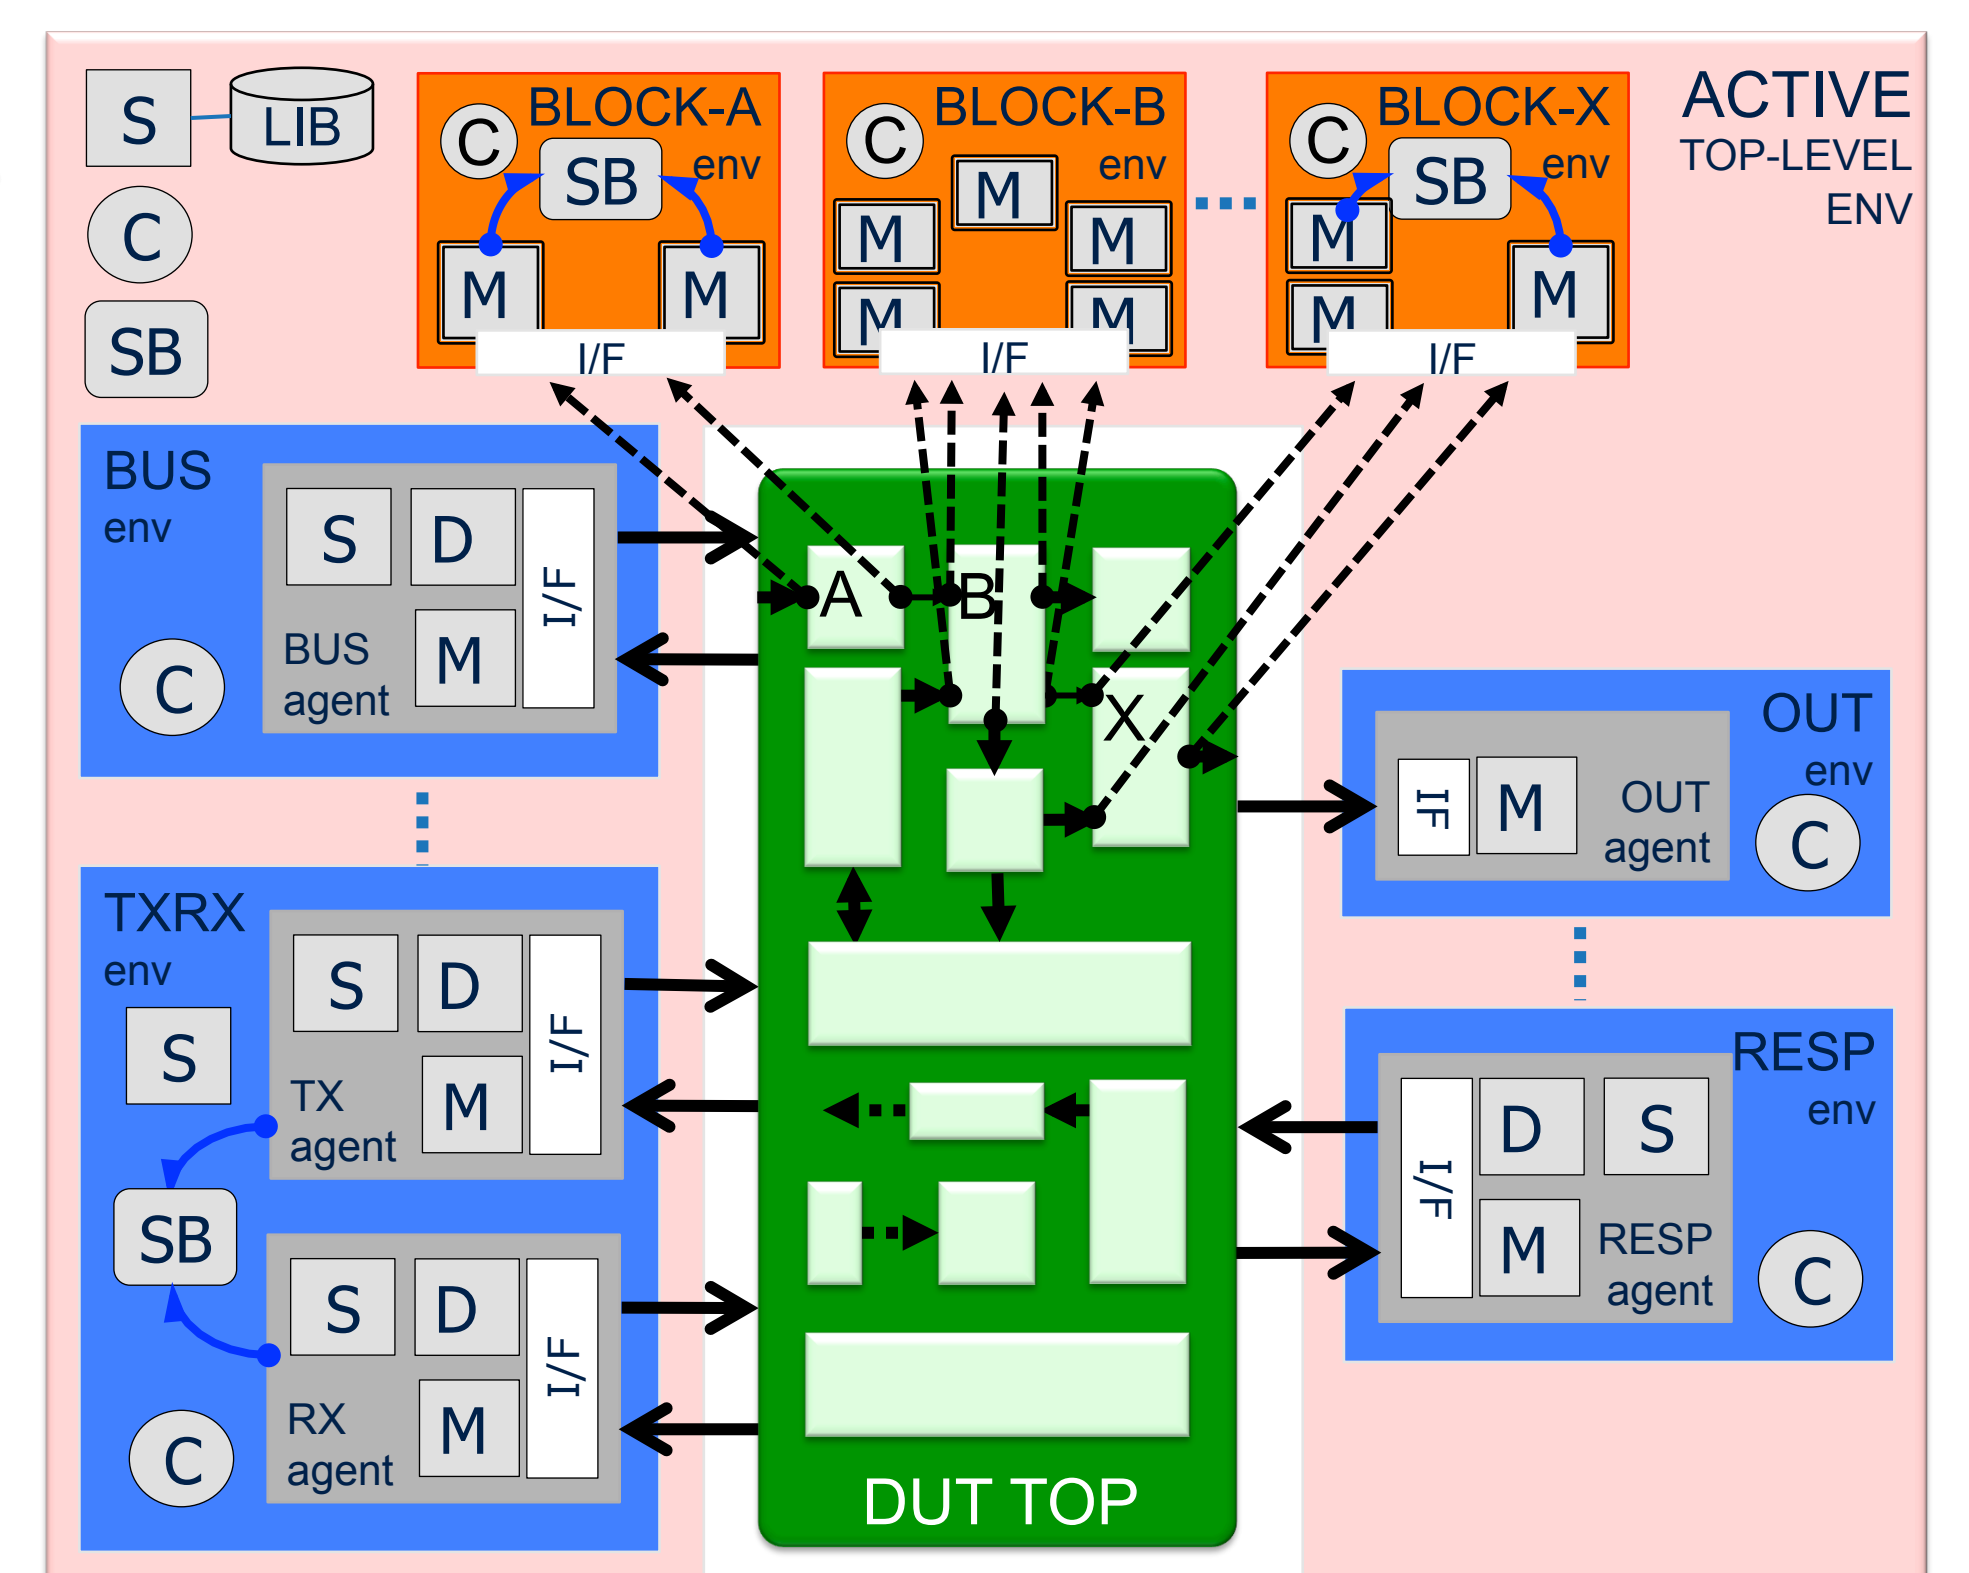 S
LIB
C
SB
BLOCK-A
env
C
SB
M
M
I/F
BLOCK-B
env
C
M
M
M
M
M
I/F
BLOCK-X
env
C
SB
M
M
M
I/F
ACTIVE
TOP-LEVEL
ENV
BUS
env
S
D
I/F
M
BUS
agent
C
TXRX
env
S
D
I/F
M
TX
agent
S
SB
S
D
I/F
M
RX
agent
C
A
B
X
DUT TOP
OUT
env
IF
M
OUT
agent
C
RESP
env
I/F
D
S
M
RESP
agent
C